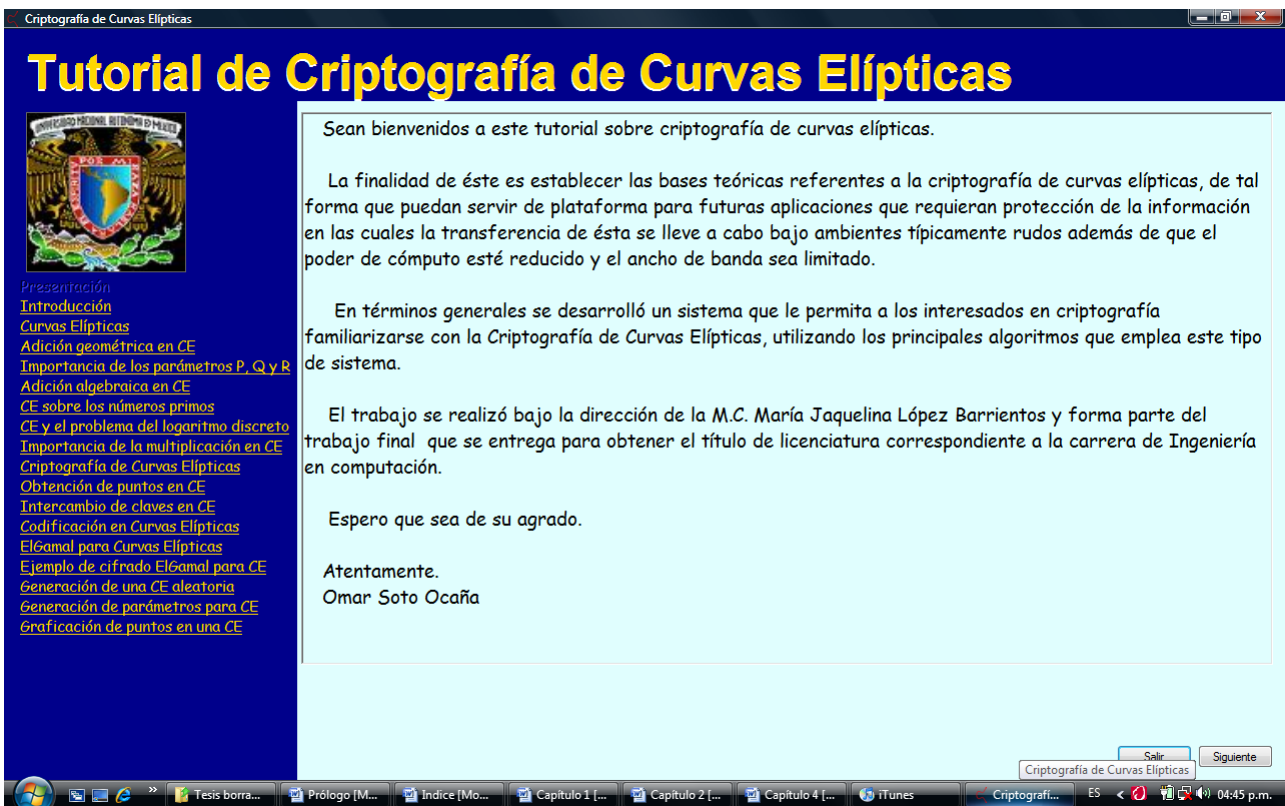 Criptografía de Curvas Elípticas
Tutorial de Criptografía de Curvas Elípticas
POR MI
Presentación
Introducción
Curvas Elípticas
Adición geométrica en CE
Importancia de los parámetros P, Q y R
Adición algebraica en CE
CE sobre los números primos
CE y el problema del logaritmo discreto
Importancia de la multiplicación en CE
Criptografía de Curvas Elípticas
Obtención de puntos en CE
Intercambio de claves en CE
Codificación en Curvas Elípticas
ElGamal para Curvas Elípticas
Ejemplo de cifrado ElGamal para CE
Generación de una CE aleatoria
Generación de parámetros para CE
Graficación de puntos en una CE
Sean bienvenidos a este tutorial sobre criptografía de curvas elípticas.
La finalidad de éste es establecer las bases teóricas referentes a la criptografía de curvas elípticas, de tal
forma que puedan servir de plataforma para futuras aplicaciones que requieran protección de la información
en las cuales la transferencia de ésta se lleve a cabo bajo ambientes típicamente rudos además de que el
poder de cómputo esté reducido y el ancho de banda sea limitado.
En términos generales se desarrolló un sistema que le permita a los interesados en criptografía
familiarizarse con la Criptografía de Curvas Elípticas, utilizando los principales algoritmos que emplea este tipo
de sistema.
El trabajo se realizó bajo la dirección de la M.C. María Jaquelina López Barrientos y forma parte del
trabajo final que se entrega para obtener el título de licenciatura correspondiente a la carrera de Ingeniería
en computación.
Espero que sea de su agrado.
Atentamente.
Omar Soto Ocaña
Salir
Siguiente
Criptografía de Curvas Elípticas
Tesis borra...
Prólogo [M...
Indice [Mo...
Capítulo 1 [...
Capítulo 2 [...
Capítulo 4 [...
iTunes
Criptografí...
ES
04:45 p.m.